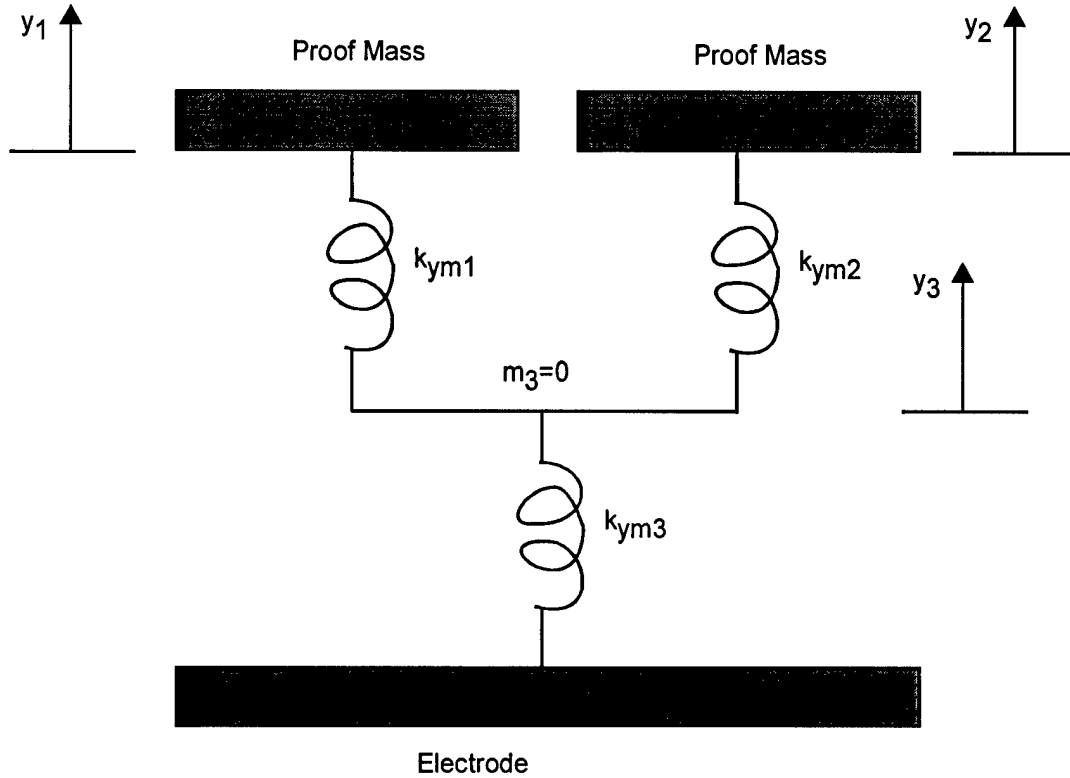 y1
Proof Mass
Proof Mass
y2
kym1
kym2
y3
m3=0
kym3
Electrode